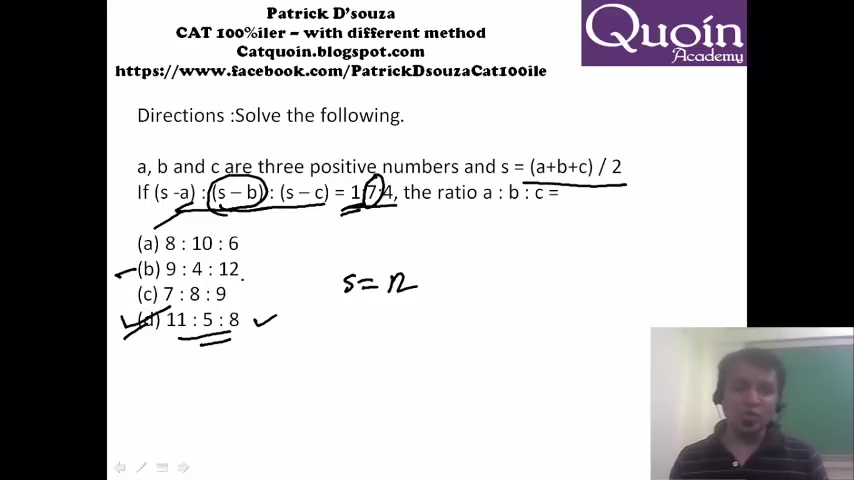 Patrick D'souza
CAT 100%iler – with different method
Catquoin.blogspot.com
https://www.facebook.com/PatrickDsouzaCat100ile
Quoin
Academy
Directions :Solve the following.
a, b and c are three positive numbers and s = (a+b+c) / 2
If (s -a) : (s – b) : (s – c) = 1:7:4, the ratio a : b : c =
(a) 8 : 10 : 6
(b) 9 : 4 : 12
(c) 7 : 8 : 9
(d) 11 : 5 : 8
s = 12